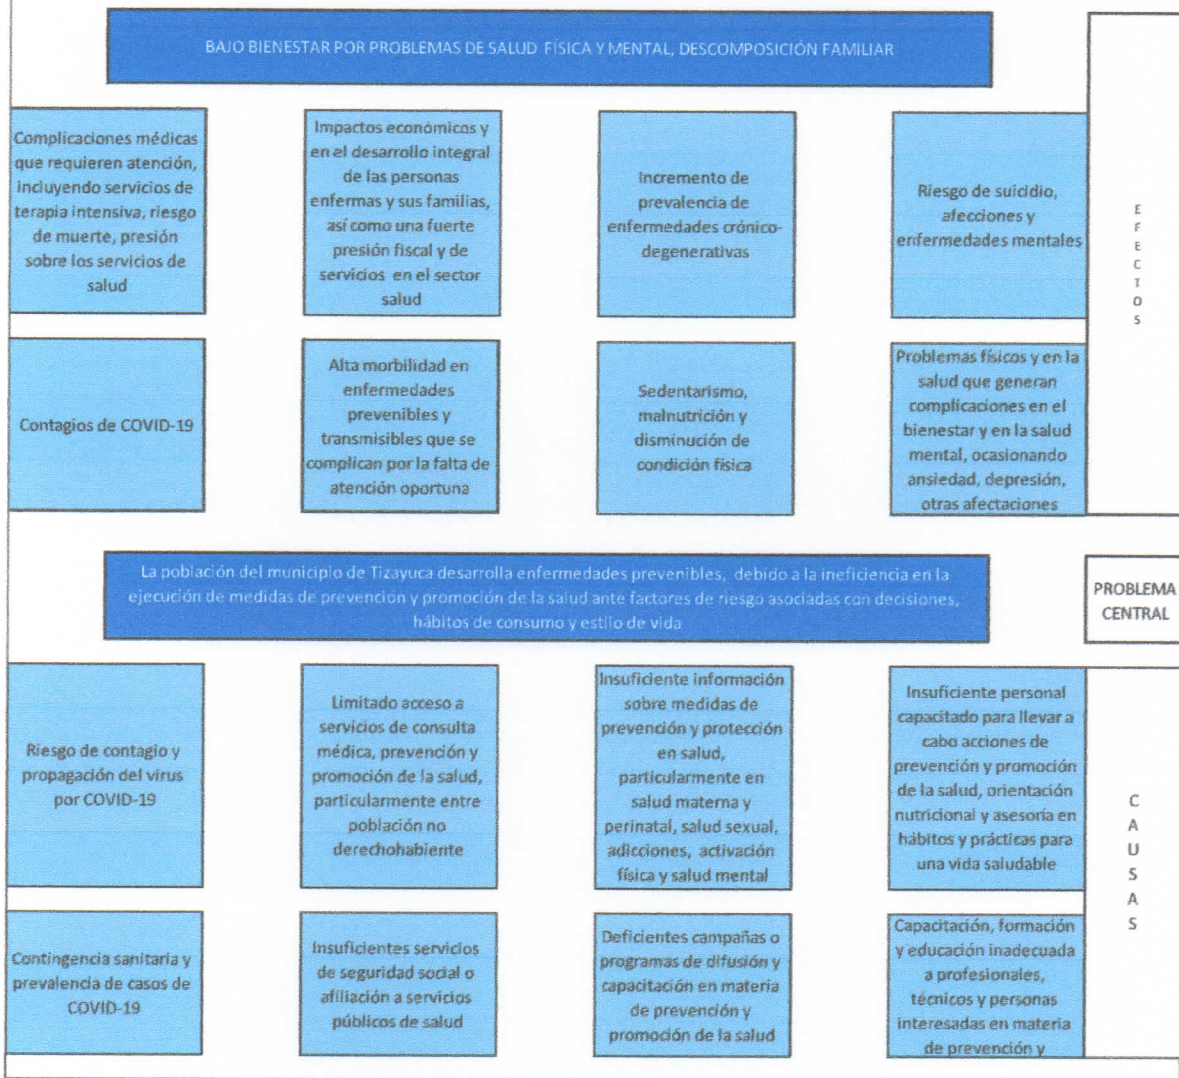 BAJO BIENESTAR POR PROBLEMAS DE SALUD FÍSICA Y MENTAL, DESCOMPOSICIÓN FAMILIAR
Complicaciones médicas
que requieren atención,
incluyendo servicios de
terapia intensiva, riesgo
de muerte, presión
sobre los servicios de
salud
Impactos económicos y
en el desarrollo integral
de las personas
enfermas y sus familias,
así como una fuerte
presión fiscal y de
servicios en el sector
salud
Incremento de
prevalencia de
enfermedades crónico-
degenerativas
Riesgo de suicidio,
afecciones y
enfermedades mentales
E
F
E
C
T
O
S
Contagios de COVID-19
Alta morbilidad en
enfermedades
prevenibles y
transmisibles que se
complican por la falta de
atención oportuna
Sedentarismo,
malnutrición y
disminución de
condición física
Problemas físicos y en la
salud que generan
complicaciones en el
bienestar y en la salud
mental, ocasionando
ansiedad, depresión,
otras afectaciones
La población del municipio de Tizayuca desarrolla enfermedades prevenibles, debido a la ineficiencia en la
ejecución de medidas de prevención y promoción de la salud ante factores de riesgo asociadas con decisiones,
hábitos de consumo y estilo de vida
PROBLEMA
CENTRAL
Riesgo de contagio y
propagación del virus
por COVID-19
Limitado acceso a
servicios de consulta
médica, prevención y
promoción de la salud,
particularmente entre
población no
derechohabiente
Insuficiente información
sobre medidas de
prevención y protección
en salud,
particularmente en
salud materna y
perinatal, salud sexual,
adicciones, activación
física y salud mental
Insuficiente personal
capacitado para llevar a
cabo acciones de
prevención y promoción
de la salud, orientación
nutricional y asesoría en
hábitos y prácticas para
una vida saludable
C
A
U
S
A
S
Contingencia sanitaria y
prevalencia de casos de
COVID-19
Insuficientes servicios
de seguridad social o
afiliación a servicios
públicos de salud
Deficientes campañas o
programas de difusión y
capacitación en materia
de prevención y
promoción de la salud
Capacitación, formación
y educación inadecuada
a profesionales,
técnicos y personas
interesadas en materia
de prevención y